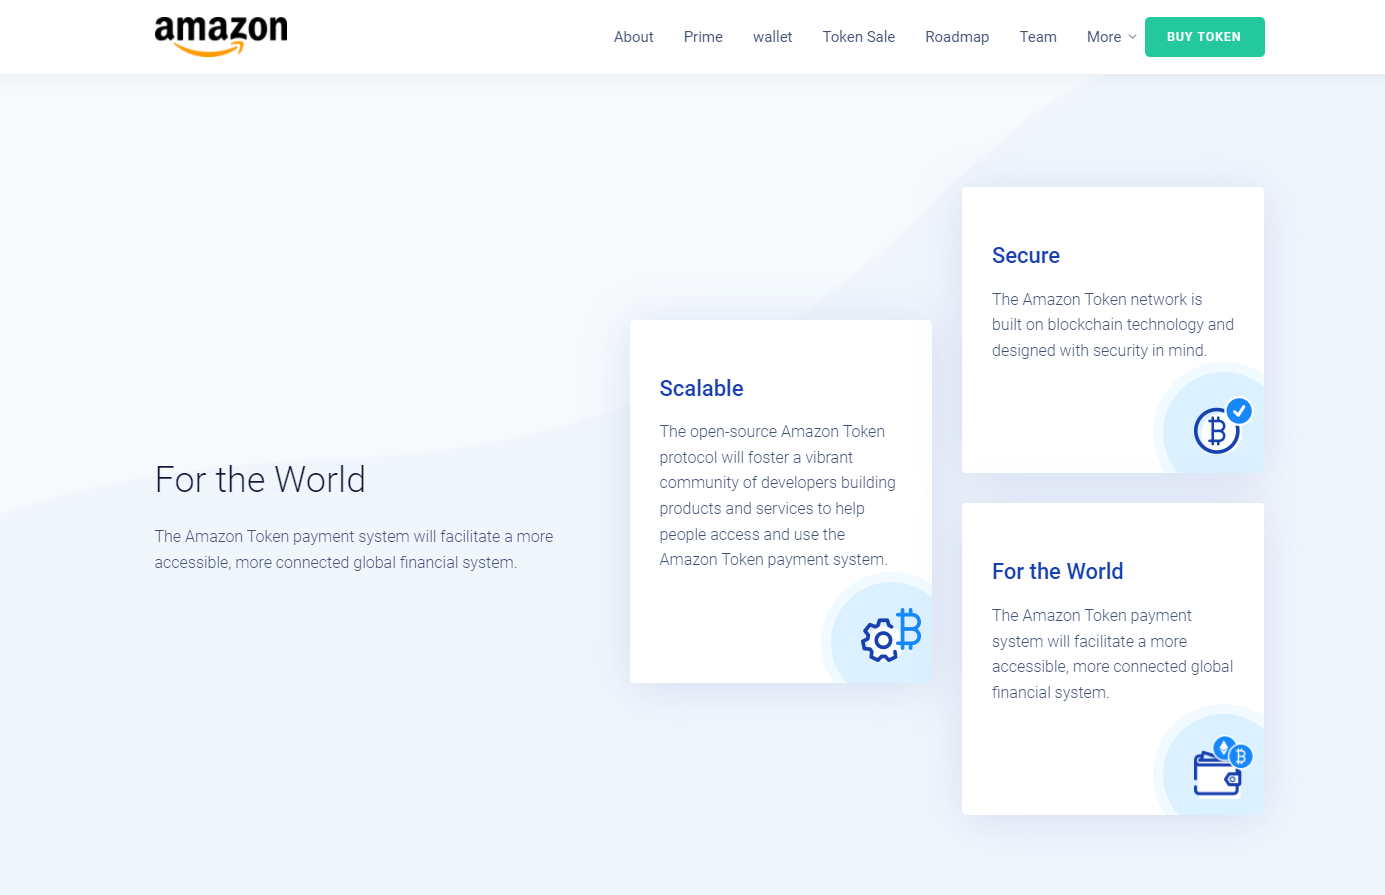 amazon
About Prime wallet Token Sale Roadmap Team More BUY TOKEN
For the World
The Amazon Token payment system will facilitate a more
accessible, more connected global financial system.
Scalable
The open-source Amazon Token
protocol will foster a vibrant
community of developers building
products and services to help
people access and use the
Amazon Token payment system.
Secure
The Amazon Token network is
built on blockchain technology and
designed with security in mind.
For the World
The Amazon Token payment
system will facilitate a more
accessible, more connected global
financial system.